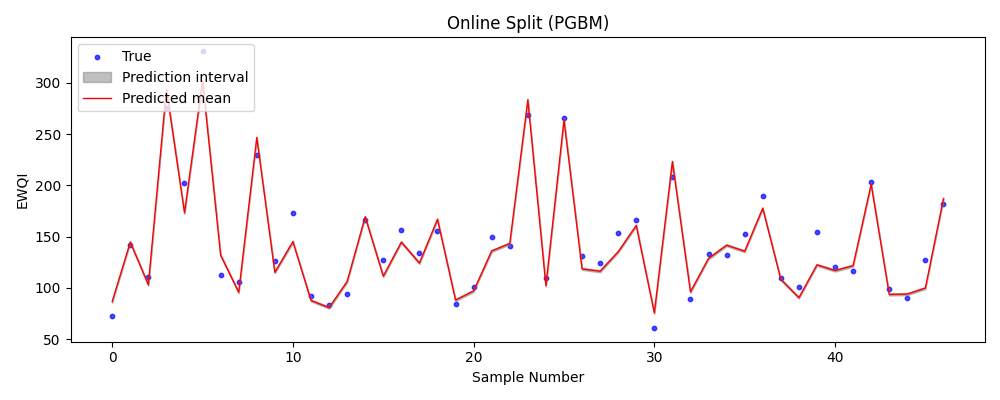 Online Split (PGBM)
True
Prediction interval
Predicted mean
EWQI
300
250
200
150
100
50
0
10
20
30
40
Sample Number